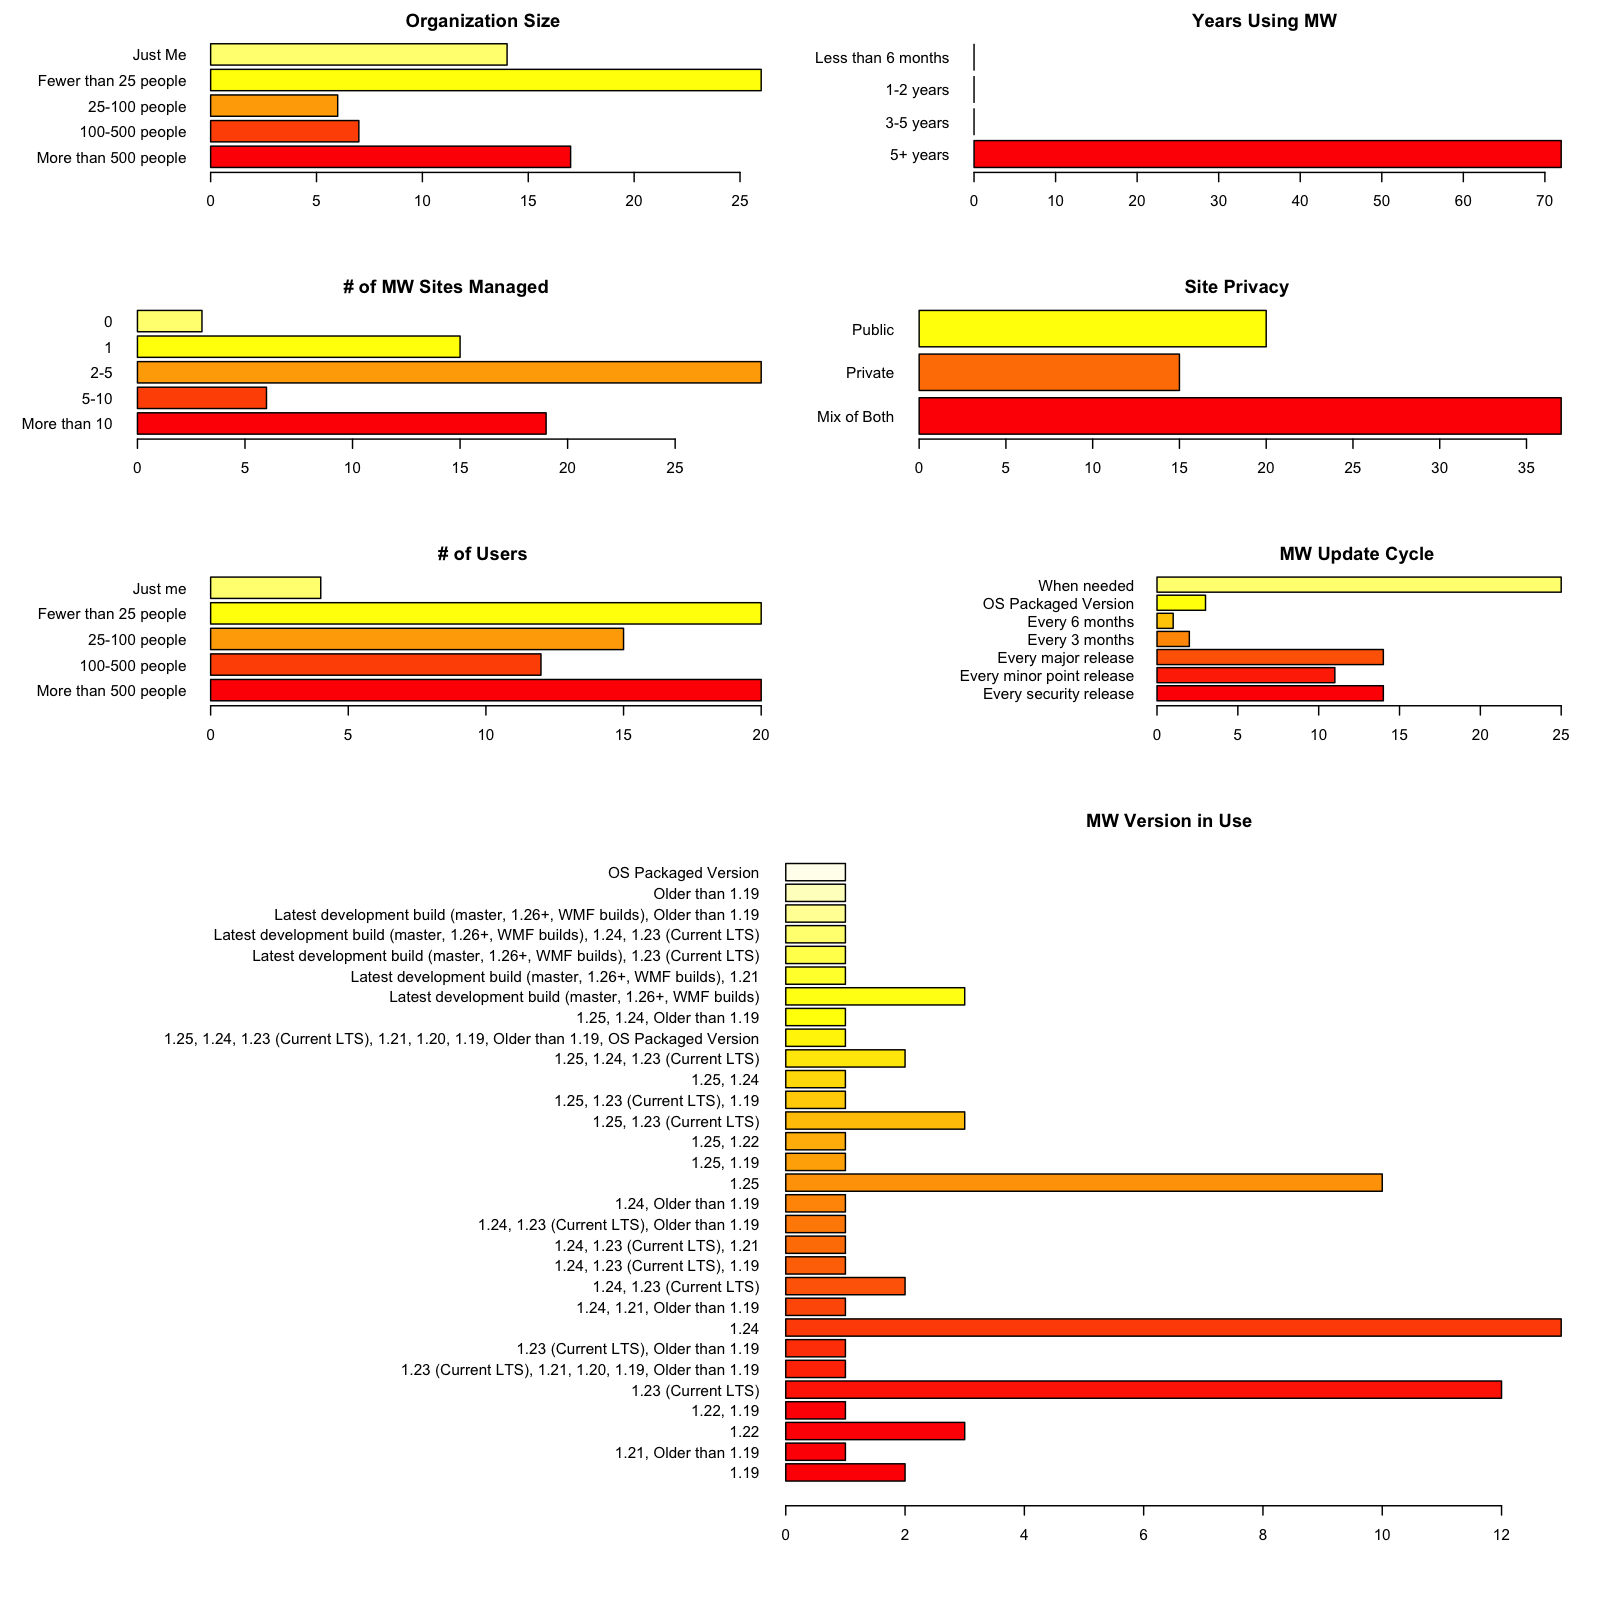 Organization Size
Just Me
Fewer than 25 people
25-100 people
100-500 people
More than 500 people
0 5 10 15 20 25
Years Using MW
Less than 6 months
1-2 years
3-5 years
5+ years
0 10 20 30 40 50 60 70
# of MW Sites Managed
0
1
2-5
5-10
More than 10
0 5 10 15 20 25
Site Privacy
Public
Private
Mix of Both
0 5 10 15 20 25 30 35
# of Users
Just me
Fewer than 25 people
25-100 people
100-500 people
More than 500 people
0 5 10 15 20
MW Update Cycle
When needed
OS Packaged Version
Every 6 months
Every 3 months
Every major release
Every minor point release
Every security release
0 5 10 15 20 25
MW Version in Use
OS Packaged Version
Older than 1.19
Latest development build (master, 1.26+, WMF builds), Older than 1.19
Latest development build (master, 1.26+, WMF builds), 1.24, 1.23 (Current LTS)
Latest development build (master, 1.26+, WMF builds), 1.23 (Current LTS)
Latest development build (master, 1.26+, WMF builds), 1.21
Latest development build (master, 1.26+, WMF builds)
1.25, 1.24, Older than 1.19
1.25, 1.24, 1.23 (Current LTS), 1.21, 1.20, 1.19, Older than 1.19, OS Packaged Version
1.25, 1.24, 1.23 (Current LTS)
1.25, 1.24
1.25, 1.23 (Current LTS), 1.19
1.25, 1.23 (Current LTS)
1.25, 1.22
1.25, 1.19
1.25
1.24, Older than 1.19
1.24, 1.23 (Current LTS), Older than 1.19
1.24, 1.23 (Current LTS), 1.21
1.24, 1.23 (Current LTS), 1.19
1.24, 1.23 (Current LTS)
1.24, 1.21, Older than 1.19
1.24
1.23 (Current LTS), Older than 1.19
1.23 (Current LTS), 1.21, 1.20, 1.19, Older than 1.19
1.23 (Current LTS)
1.22, 1.19
1.22
1.21, Older than 1.19
1.19
0 2 4 6 8 10 12